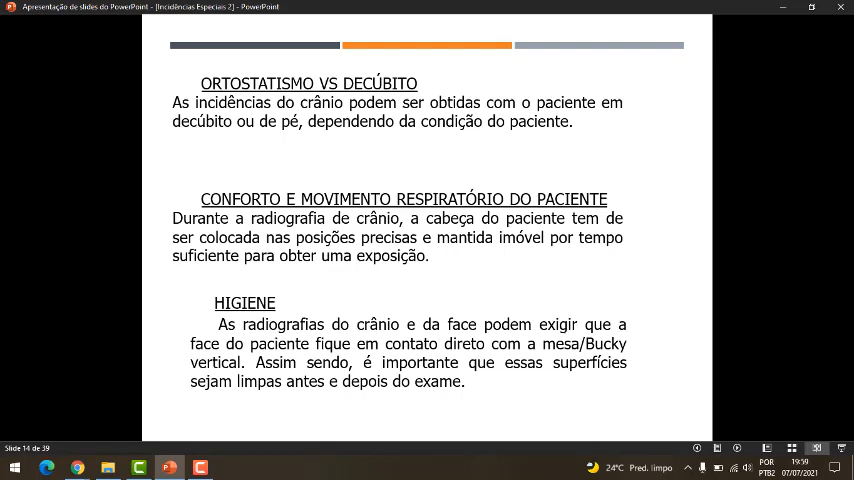 Apresentação de slides do PowerPoint - [Incidências Especiais 2] - PowerPoint
ORTOSTATISMO VS DECÚBITO
As incidências do crânio podem ser obtidas com o paciente em
decúbito ou de pé, dependendo da condição do paciente.
CONFORTO E MOVIMENTO RESPIRATÓRIO DO PACIENTE
Durante a radiografia de crânio, a cabeça do paciente tem de
ser colocada nas posições precisas e mantida imóvel por tempo
suficiente para obter uma exposição.
HIGIENE
As radiografias do crânio e da face podem exigir que a
face do paciente fique em contato direto com a mesa/Bucky
vertical. Assim sendo, é importante que essas superfícies
sejam limpas antes e depois do exame.
Slide 14 de 39
24°C Pred. limpo
POR
PTB2
19:59
07/07/2021